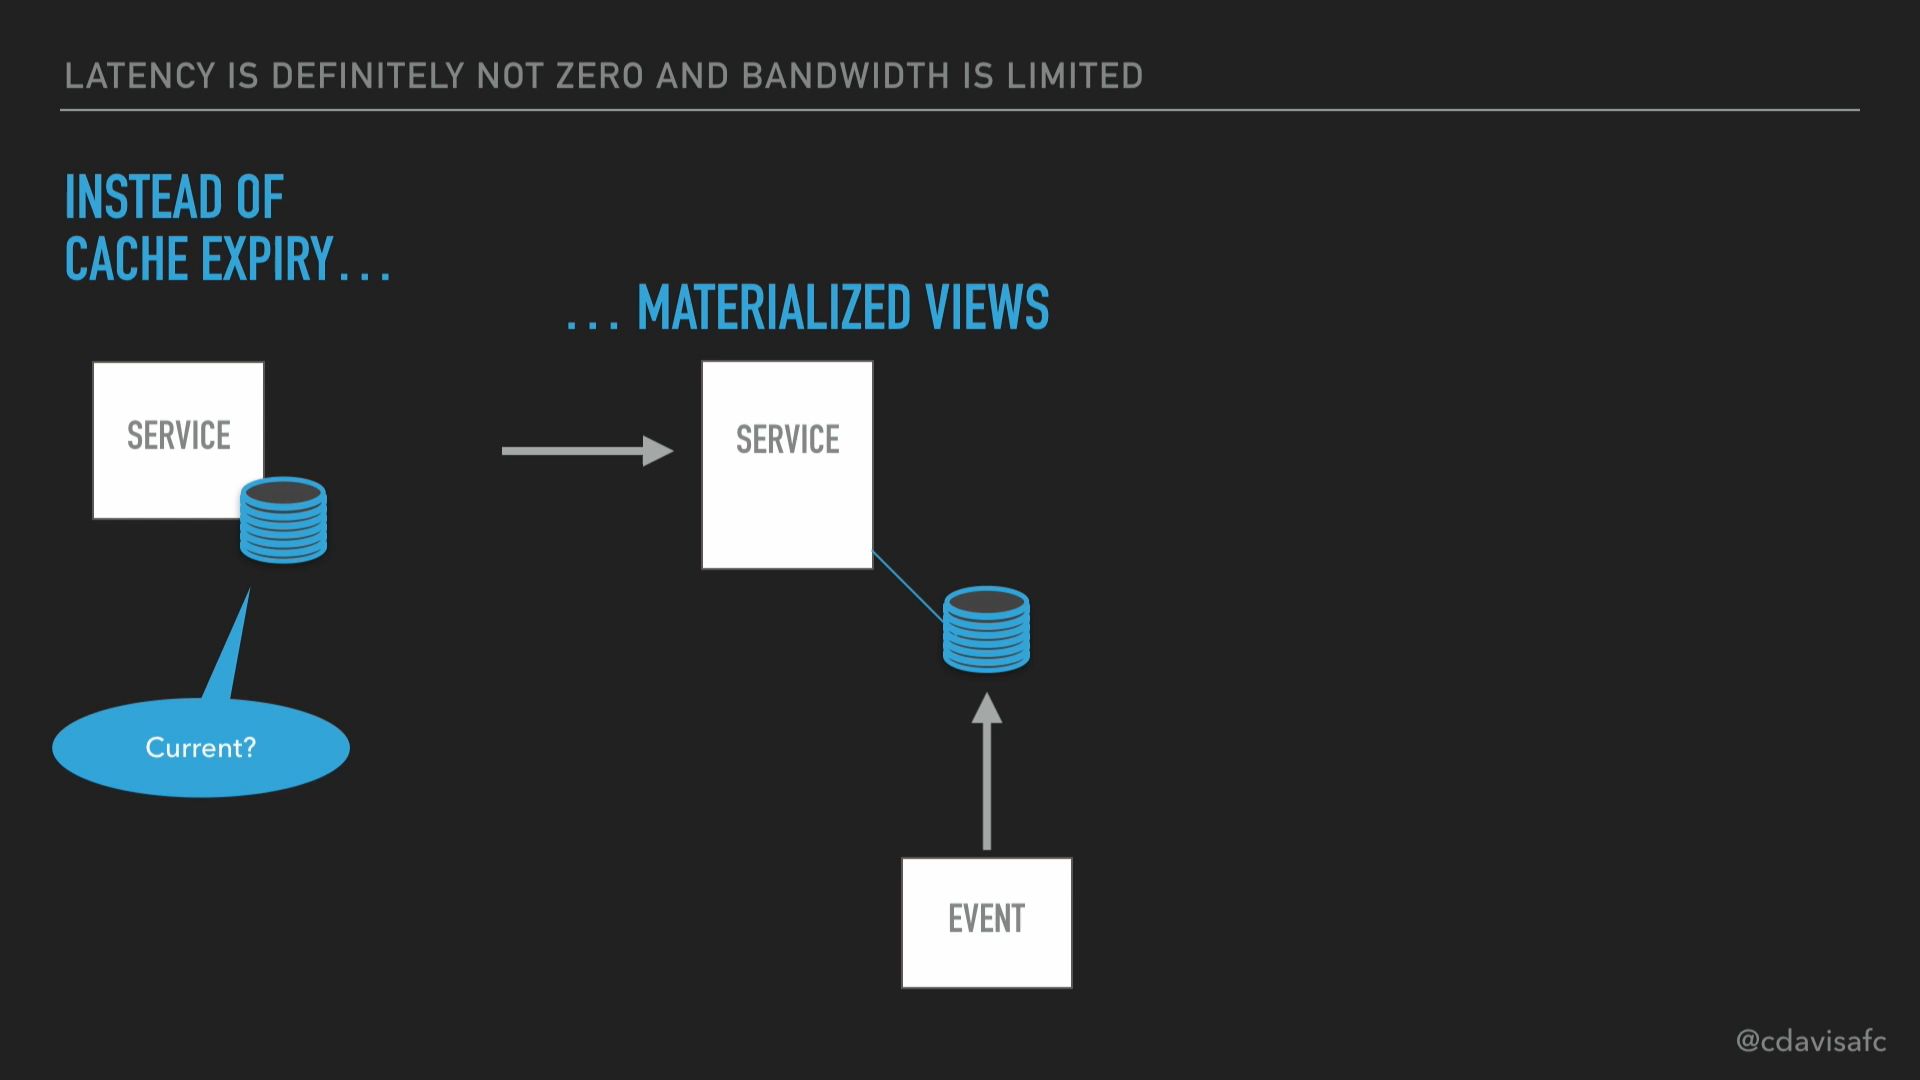 LATENCY IS DEFINITELY NOT ZERO AND BANDWIDTH IS LIMITED
INSTEAD OF
CACHE EXPIRY...
... MATERIALIZED VIEWS
SERVICE
SERVICE
Current?
EVENT
@cdavisafc